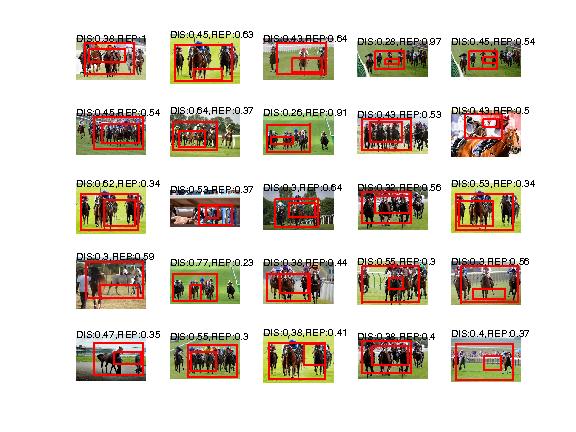 DIS:0.38,REP:1
DIS:0.45,REP:0.63
DIS:0.43,REP:0.64
DIS:0.28,REP:0.97
DIS:0.45,REP:0.54
DIS:0.45,REP:0.54
DIS:0.64,REP:0.37
DIS:0.26,REP:0.91
DIS:0.43,REP:0.53
DIS:0.43,REP:0.5
DIS:0.62,REP:0.34
DIS:0.53,REP:0.37
DIS:0.3,REP:0.64
DIS:0.32,REP:0.56
DIS:0.53,REP:0.34
DIS:0.3,REP:0.59
DIS:0.77,REP:0.23
DIS:0.38,REP:0.44
DIS:0.55,REP:0.3
DIS:0.3,REP:0.56
DIS:0.47,REP:0.35
DIS:0.55,REP:0.3
DIS:0.38,REP:0.41
DIS:0.38,REP:0.4
DIS:0.4,REP:0.37